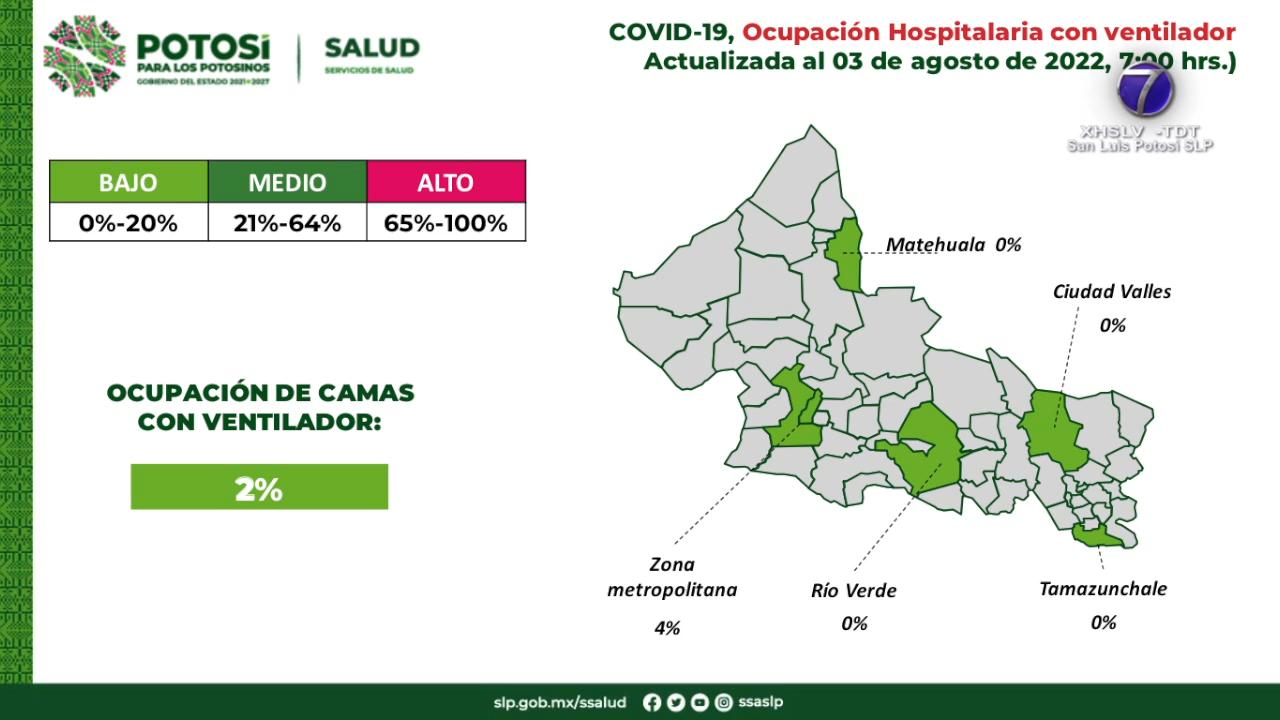 POTOSÍ
PARA LOS POTOSINOS
GOBIERNO DEL ESTADO 2021•2027
SALUD
SERVICIOS DE SALUD
COVID-19, Ocupación Hospitalaria con ventilador
Actualizada al 03 de agosto de 2022, 7:00 hrs.)
7
XHSLV -TDT
San Luis Potosí SLP
BAJO MEDIO ALTO
0%-20% 21%-64% 65%-100%
Matehuala 0%
Ciudad Valles
0%
OCUPACIÓN DE CAMAS
CON VENTILADOR:
2%
Zona
metropolitana
4%
Río Verde
0%
Tamazunchale
0%
slp.gob.mx/ssalud ssaslp